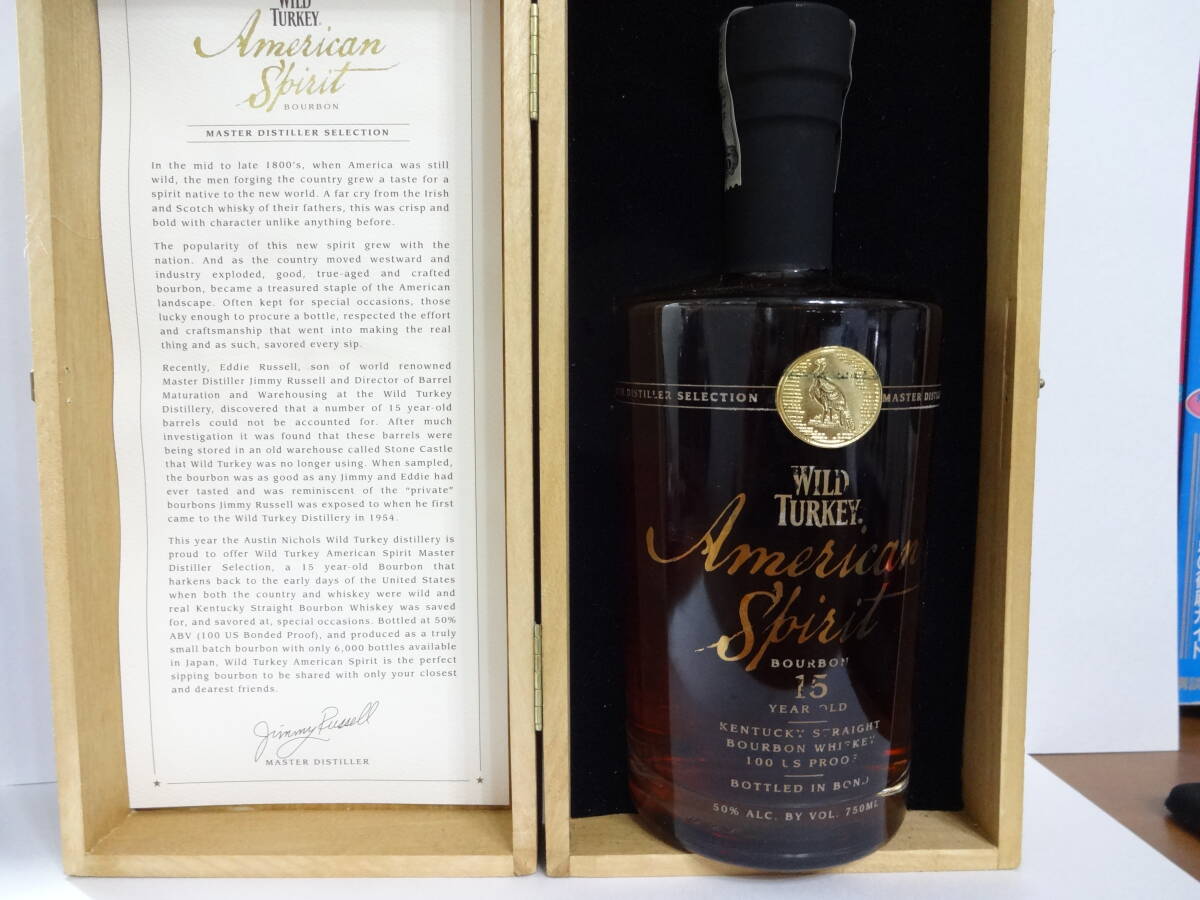 WILD
TURKEY.
American
Spirit
BOURBON
MASTER DISTILLER SELECTION
In the mid to late 1800's, when America was still
wild, the men forging the country grew a taste for a
spirit native to the new world. A far cry from the Irish
and Scotch whisky of their fathers, this was crisp and
bold with character unlike anything before.
The popularity of this new spirit grew with the
nation. And as the country moved westward and
industry exploded, good, true-aged and crafted
bourbon, became a treasured staple of the American
landscape. Often kept for special occasions, those
lucky enough to procure a bottle, respected the effort
and craftsmanship that went into making the real
thing and as such, savored every sip.
Recently, Eddie Russell, son of world renowned
Master Distiller Jimmy Russell and Director of Barrel
Maturation and Warehousing at the Wild Turkey
Distillery, discovered that a number of 15 year-old
barrels could not be accounted for. After much
investigation it was found that these barrels were
being stored in an old warehouse called Stone Castle
that Wild Turkey was no longer using. When sampled,
the bourbon was as good as any Jimmy and Eddie had
ever tasted and was reminiscent of the "private"
bourbons Jimmy Russell was exposed to when he first
came to the Wild Turkey Distillery in 1954.
This year the Austin Nichols Wild Turkey distillery is
proud to offer Wild Turkey American Spirit Master
Distiller Selection, a 15 year-old Bourbon that
harkens back to the early days of the United States
when both the country and whiskey were wild and
real Kentucky Straight Bourbon Whiskey was saved
for, and savored at, special occasions. Bottled at 50%
ABV (100 US Bonded Proof), and produced as a truly
small batch bourbon with only 6,000 bottles available
in Japan, Wild Turkey American Spirit is the perfect
sipping bourbon to be shared with only your closest
and dearest friends.
Jimmy Russell
MASTER DISTILLER
DISTILLER SELECTION
MASTER DISTI
WILD
TURKEY.
American
Spirit
BOURBON
15
YEAR OLD
KENTUCKY STRAIGHT
BOURBON WHISKEY
100 US PROOF
BOTTLED IN BOND
50% ALC. BY VOL. 750ML